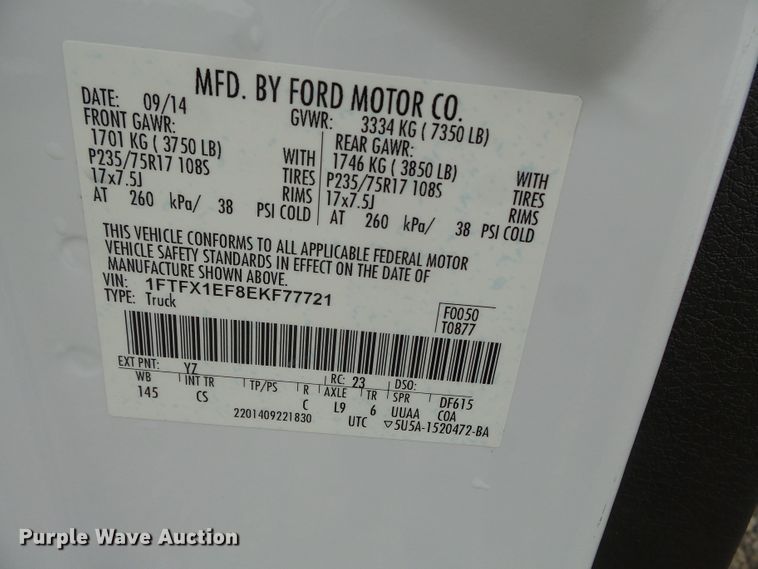 MFD. BY FORD MOTOR CO.
DATE: 09/14 GVWR: 3334 KG ( 7350 LB)
FRONT GAWR: REAR GAWR:
1701 KG ( 3750 LB) WITH 1746 KG ( 3850 LB) WITH
P235/75R17 108S TIRES P235/75R17 108S TIRES
17x7.5J RIMS 17x7.5J RIMS
AT 260 kPa/ 38 PSI COLD AT 260 kPa/ 38 PSI COLD
THIS VEHICLE CONFORMS TO ALL APPLICABLE FEDERAL MOTOR
VEHICLE SAFETY STANDARDS IN EFFECT ON THE DATE OF
MANUFACTURE SHOWN ABOVE.
VIN: 1FTFX1EF8EKF77721
TYPE: Truck
F0050
T0877
EXT PNT: YZ RC: 23 DSO:
WB INT TR TP/PS R AXLE TR SPR DF615
145 CS C L9 6 UUAA COA
2201409221830 UTC ▽5U5A-1520472-BA
Purple Wave Auction